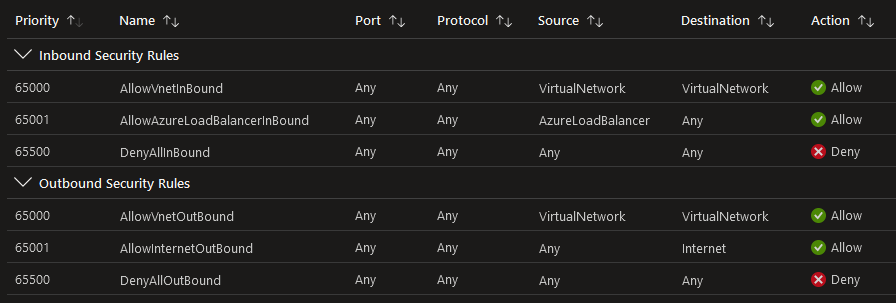 Priority Name Port Protocol Source Destination Action
Inbound Security Rules
65000 AllowVnetInBound Any Any VirtualNetwork VirtualNetwork Allow
65001 AllowAzureLoadBalancerInBound Any Any AzureLoadBalancer Any Allow
65500 DenyAllInBound Any Any Any Any Deny
Outbound Security Rules
65000 AllowVnetOutBound Any Any VirtualNetwork VirtualNetwork Allow
65001 AllowInternetOutBound Any Any Any Internet Allow
65500 DenyAllOutBound Any Any Any Any Deny